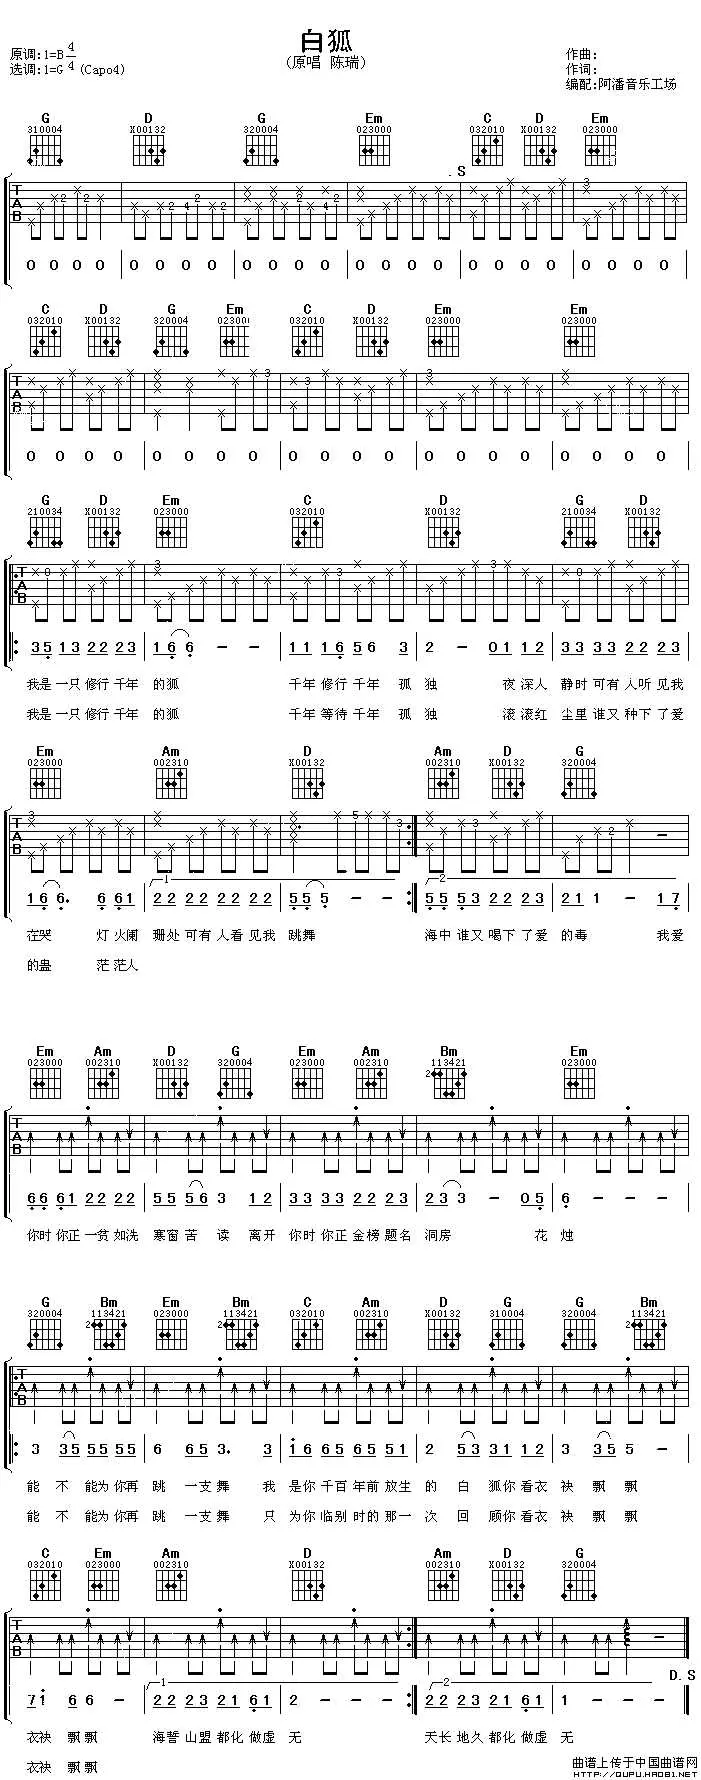 白狐
(原唱 陈瑞)
原调:1=B 4/4
选调:1=G (Capo4)
作曲:
作词:
编配:阿潘音乐工场
G D G Em C D Em
310004 X00132 320004 023000 032010 X00132 023000
.S
T A B
0 0 0 0 0 0 0 0 0 0 0 0 0 0 0 0 0 0 0 0 0 0 0 0
C D G Em C D Em Em
032010 X00132 320004 023000 032010 X00132 023000 023000
T A B
0 0 0 0 0 0 0 0 0 0 0 0 0 0 0 0 0 0 0 0
G D Em C D G D
210034 X00132 023000 032010 X00132 210034 X00132
T A B
35 13 22 23 16 6 - - 11 16 56 3 2 - 01 12 33 33 22 23
我是一只修行千年 的狐 千年修行千年 孤 独 夜深人 静时可有人听见我
我是一只修行千年 的狐 千年等待千年 孤 独 滚滚红 尘里谁又种下了爱
Em Am D Am D G
023000 002310 X00132 002310 X00132 320004
T A B
16 6. 6 61 22 22 22 22 55 5 - - 55 53 22 23 21 1 - 17
在哭 灯火阑 珊处可有人看见我 跳舞 海中谁又喝下了爱 的毒 我爱
的蛊 茫茫人
Em Am D G Em Am Bm Em
023000 002310 X00132 320004 023000 002310 2 113421 023000
T A B
66 61 22 22 55 56 3 12 33 33 22 22 23 3 - 05 6 - - -
你时你正一贫如洗 寒窗苦 读 离开 你时你正金榜题名 洞房 花 烛
G Bm Em Bm C Am D G G Bm
320004 2 113421 023000 2 113421 032010 002310 X00132 320004 320004 2 113421
T A B
3 35 55 55 6 65 3. 3 1 65 65 51 2 53 31 12 3 35 5 -
能 不 能为你再 跳 一支舞 我 是你千百年前放生 的 白 狐你看衣 袂 飘飘
能 不 能为你再 跳 一支舞 只 为你临别时的那一 次 回 顾你看衣 袂 飘飘
C Em Am D Am D G
032010 023000 002310 X00132 002310 X00132 320004
T A B
D.S
71 6 6 - 22 23 21 61 2 - - - 22 23 21 61 1 - - -
衣袂 飘飘 海誓山盟都化做虚 无 天长地久都化做虚 无
衣袂 飘飘
曲谱上传于中国曲谱网
HTTP://QUPU.HAO81.NET